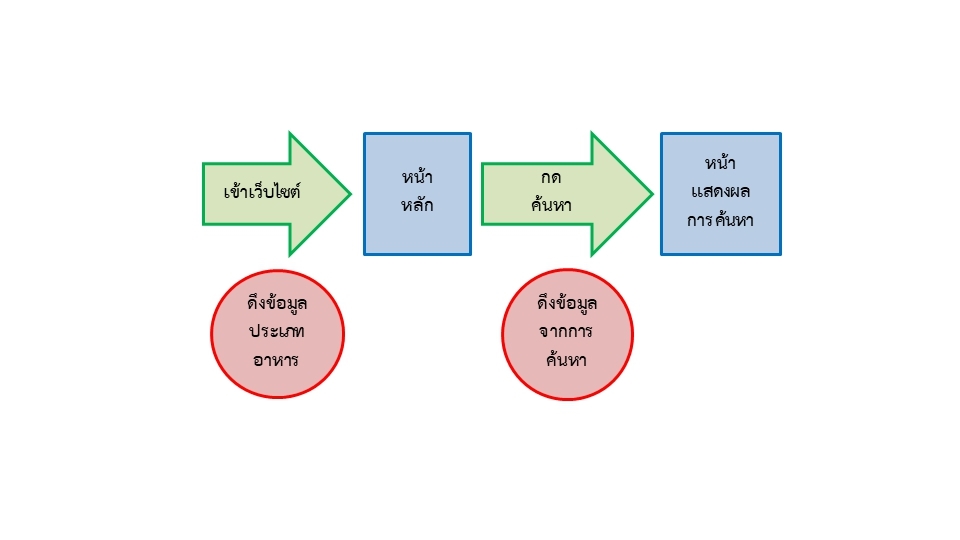 เข้าเว็บไซต์
หน้า
หลัก
กด
ค้นหา
หน้า
แสดงผล
การค้นหา
ดึงข้อมูล
ประเภท
อาหาร
ดึงข้อมูล
จากการ
ค้นหา